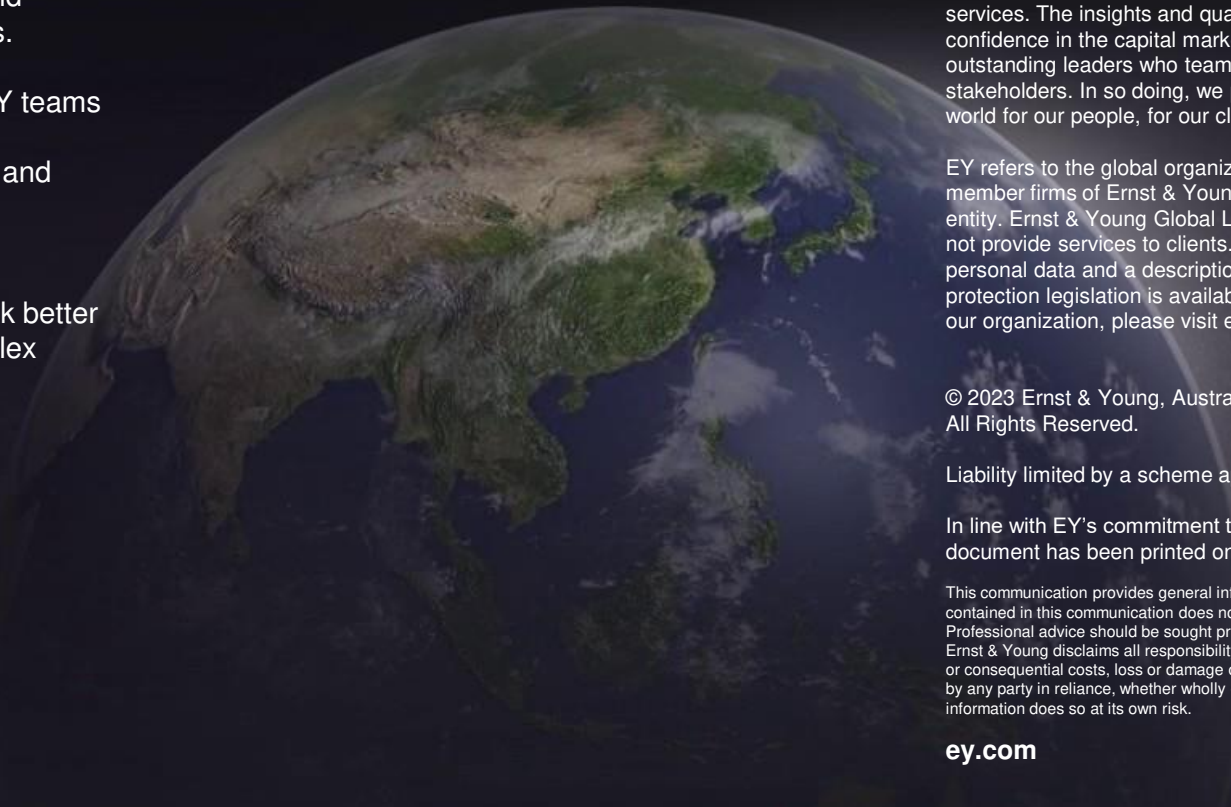 s.
Y teams
and
k better
lex
services. The insights and qua
confidence in the capital mark
outstanding leaders who team
stakeholders. In so doing, we
world for our people, for our cl
EY refers to the global organiz
member firms of Ernst & Youn
entity. Ernst & Young Global L
not provide services to clients.
personal data and a descriptio
protection legislation is availab
our organization, please visit e
© 2023 Ernst & Young, Austra
All Rights Reserved.
Liability limited by a scheme a
In line with EY’s commitment t
document has been printed on
This communication provides general inf
contained in this communication does no
Professional advice should be sought pr
Ernst & Young disclaims all responsibilit
or consequential costs, loss or damage
by any party in reliance, whether wholly
information does so at its own risk.
ey.com